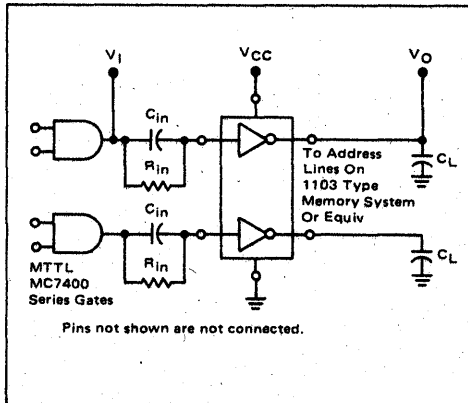 VI
VCC
VO
Cin
Rin
To Address
Lines On
1103 Type
Memory System
Or Equiv
CL
Cin
Rin
CL
MTTL
MC7400
Series Gates
Pins not shown are not connected.